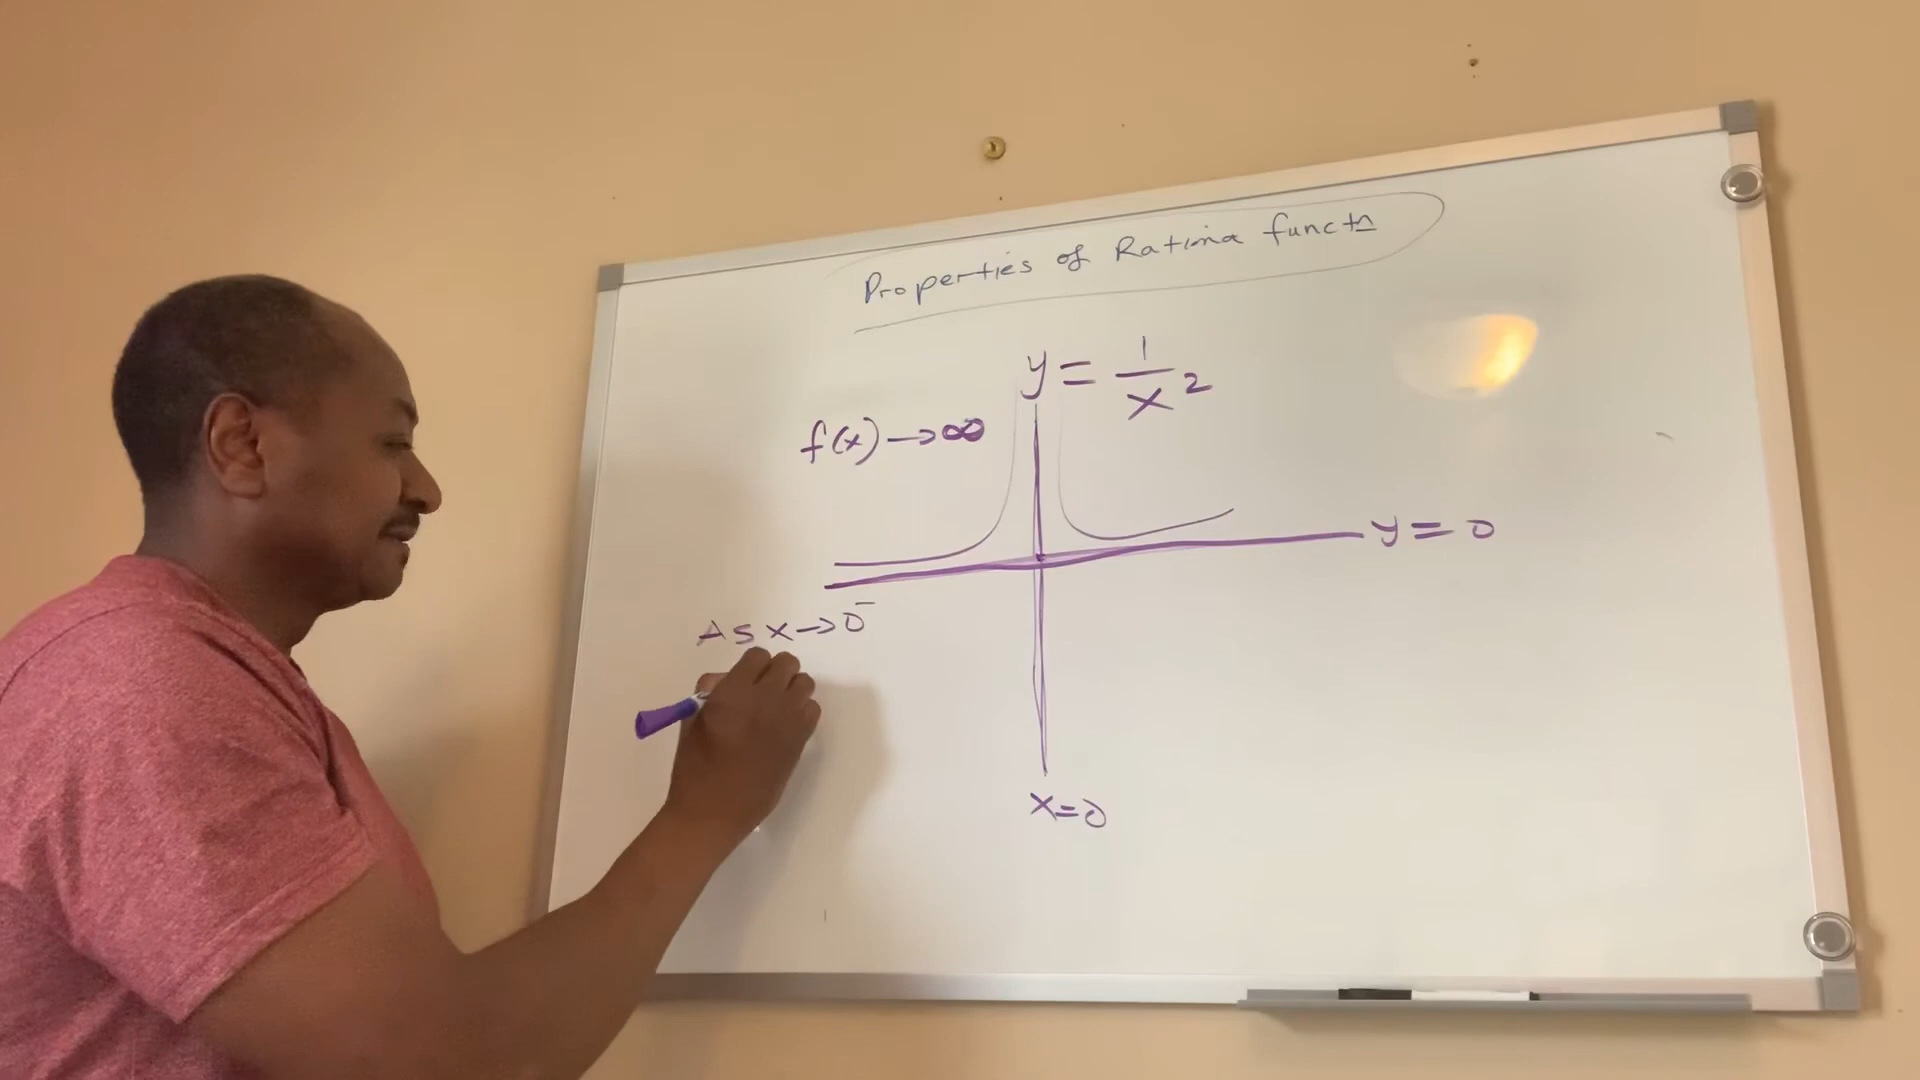 Properties of Rationa functn
y = 1/x²
f(x) → ∞
y = 0
As x → 0⁻
x = 0